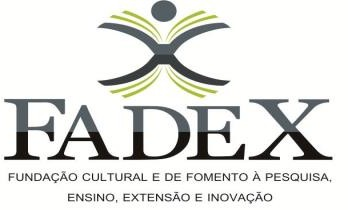 FADEX
FUNDAÇÃO CULTURAL E DE FOMENTO À PESQUISA,
ENSINO, EXTENSÃO E INOVAÇÃO